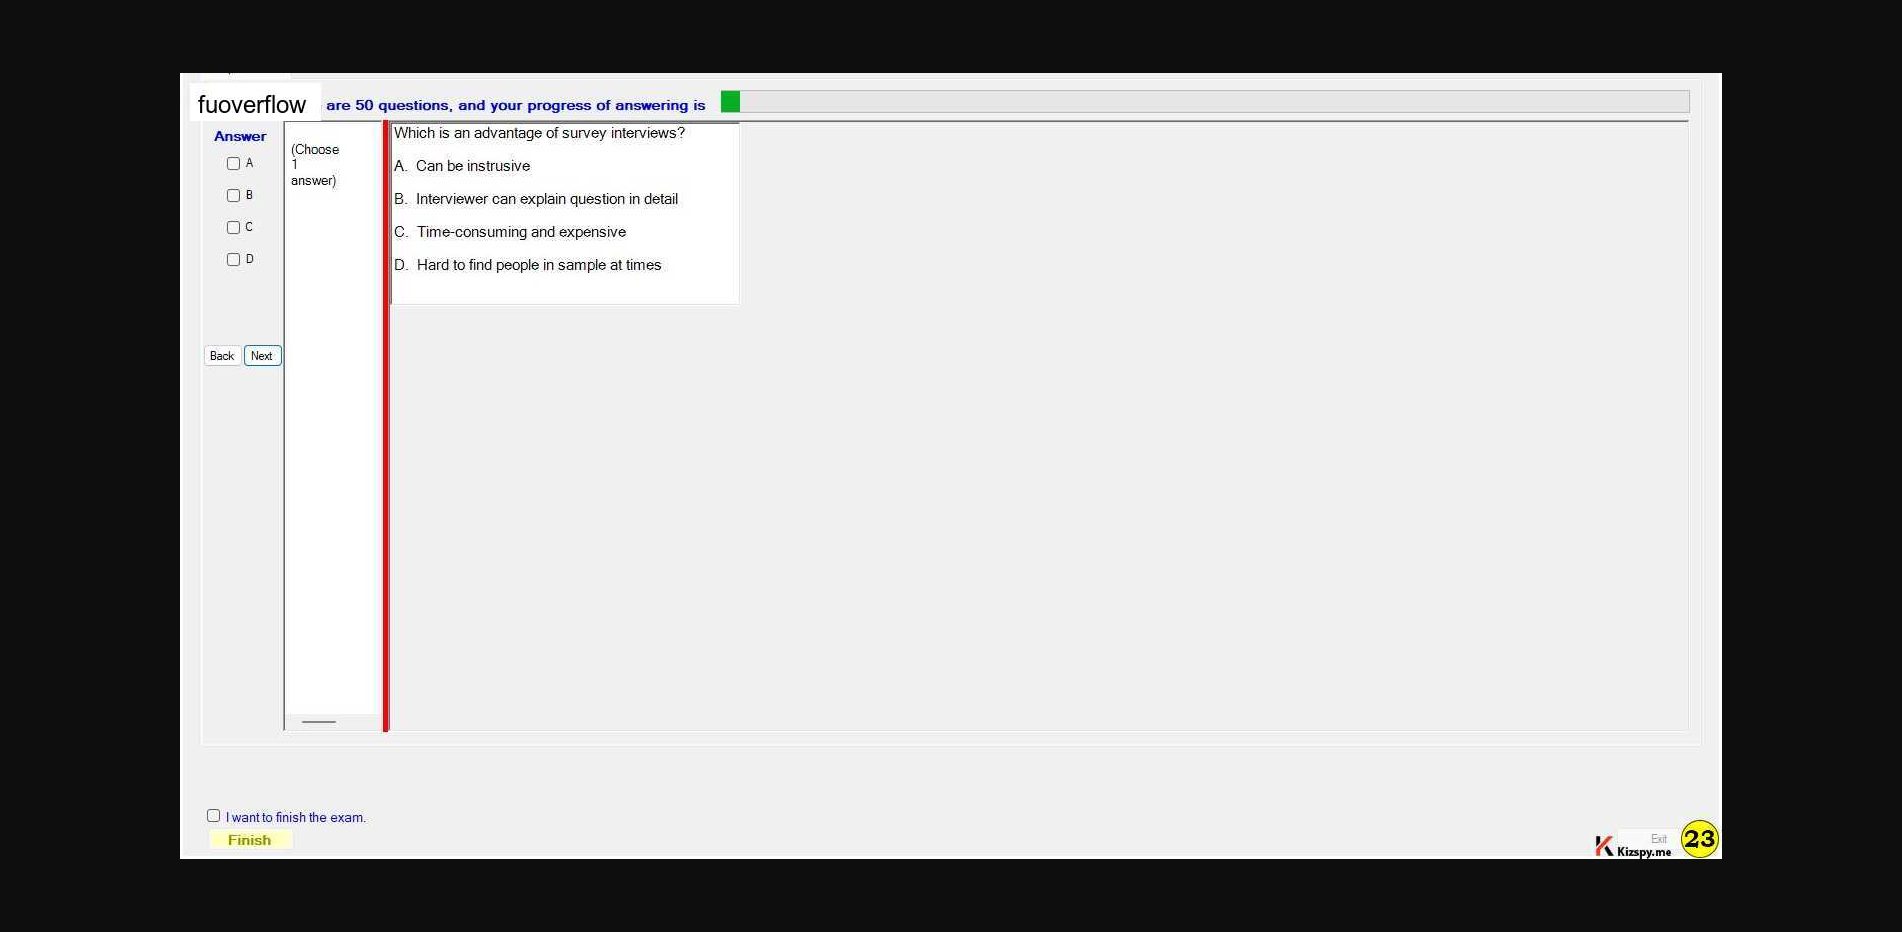 fuoverflow are 50 questions, and your progress of answering is
Answer
A
B
C
D
Back Next
(Choose
1
answer)
Which is an advantage of survey interviews?
A. Can be instrusive
B. Interviewer can explain question in detail
C. Time-consuming and expensive
D. Hard to find people in sample at times
I want to finish the exam.
Finish
Exit
Kizspy.me
23